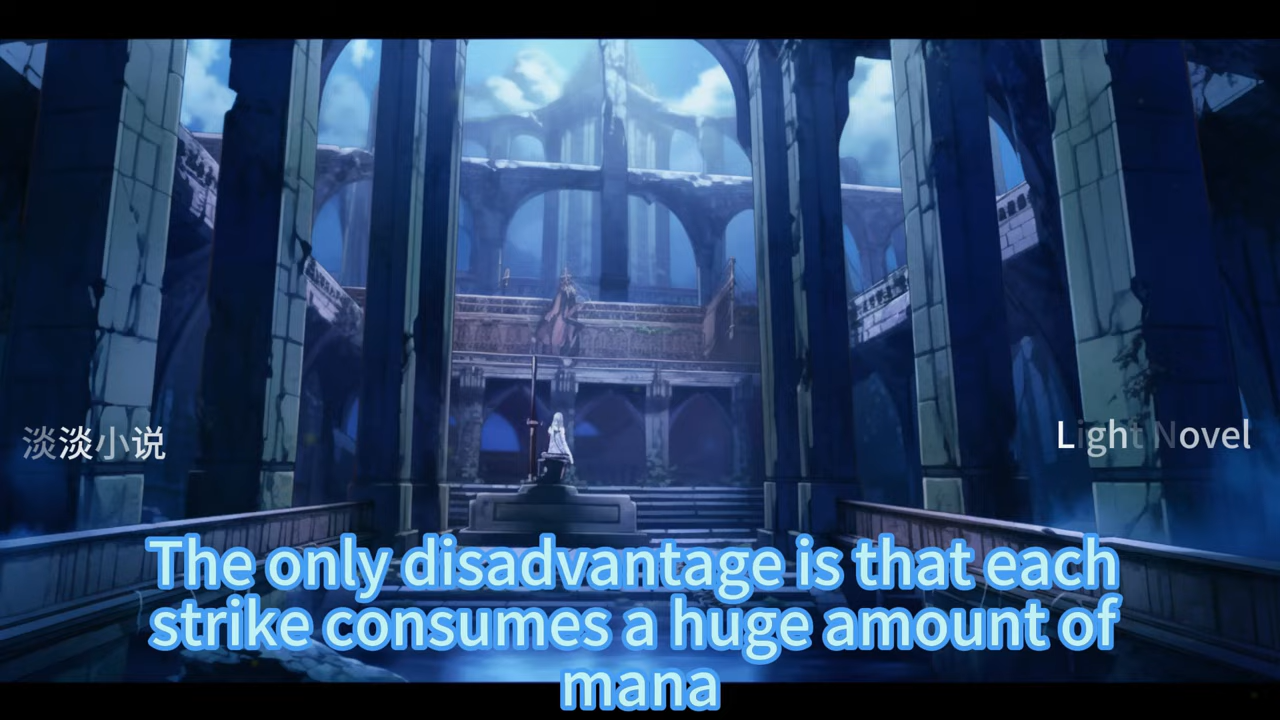 淡淡小说
Light Novel
The only disadvantage is that each
strike consumes a huge amount of
mana